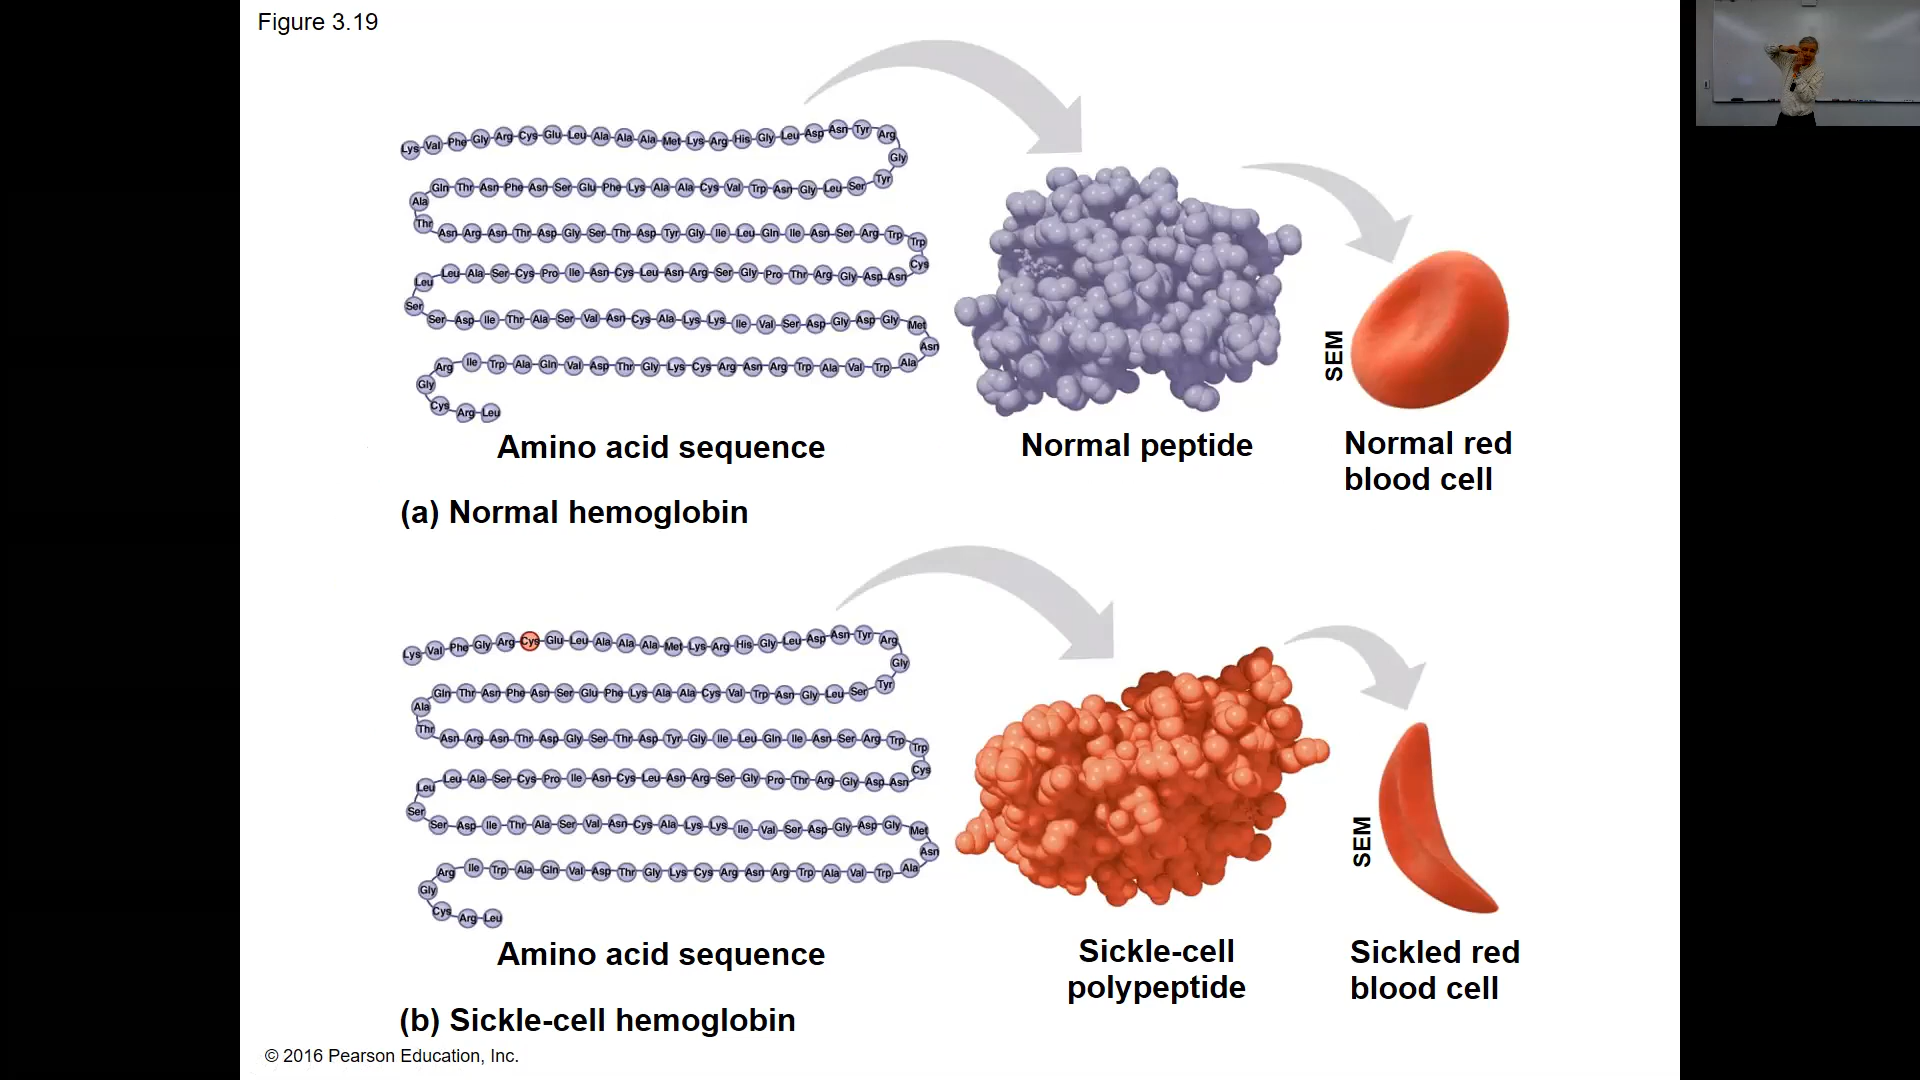 Figure 3.19
Lys Val Phe Gly Arg Cys Glu Leu Ala Ala Ala Met Lys Arg His Gly Leu Asp Asn Tyr Arg
Gly
Gln Thr Asn Phe Asn Ser Glu Phe Lys Ala Ala Cys Val Trp Asn Gly Leu Ser Tyr
Ala
Thr
Asn Arg Asn Thr Asp Gly Ser Thr Asp Tyr Gly Ile Leu Gln Ile Asn Ser Arg Trp Trp
Cys
Leu Leu Ala Ser Cys Pro Ile Asn Cys Leu Asn Arg Ser Gly Pro Thr Arg Gly Asp Asn
Ser
Ser Asp Ile Thr Ala Ser Val Asn Cys Ala Lys Lys Ile Val Ser Asp Gly Asp Gly Met
Asn
Arg Ile Trp Ala Gln Val Asp Thr Gly Lys Cys Arg Asn Arg Trp Ala Val Trp Ala
Gly
Cys Arg Leu
SEM
Amino acid sequence
Normal peptide
Normal red
blood cell
(a) Normal hemoglobin
Lys Val Phe Gly Arg Cys Glu Leu Ala Ala Ala Met Lys Arg His Gly Leu Asp Asn Tyr Arg
Gly
Gln Thr Asn Phe Asn Ser Glu Phe Lys Ala Ala Cys Val Trp Asn Gly Leu Ser Tyr
Ala
Thr
Asn Arg Asn Thr Asp Gly Ser Thr Asp Tyr Gly Ile Leu Gln Ile Asn Ser Arg Trp Trp
Cys
Leu Leu Ala Ser Cys Pro Ile Asn Cys Leu Asn Arg Ser Gly Pro Thr Arg Gly Asp Asn
Ser
Ser Asp Ile Thr Ala Ser Val Asn Cys Ala Lys Lys Ile Val Ser Asp Gly Asp Gly Met
Asn
Arg Ile Trp Ala Gln Val Asp Thr Gly Lys Cys Arg Asn Arg Trp Ala Val Trp Ala
Gly
Cys Arg Leu
SEM
Amino acid sequence
Sickle-cell
polypeptide
Sickled red
blood cell
(b) Sickle-cell hemoglobin
© 2016 Pearson Education, Inc.